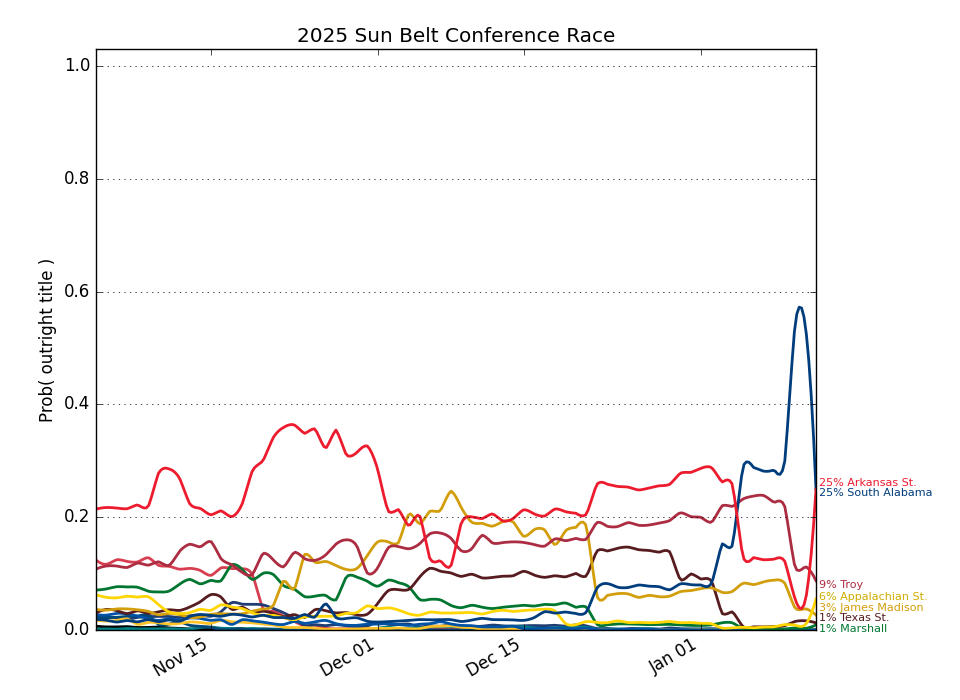 2025 Sun Belt Conference Race
1.0
0.8
0.6
0.4
0.2
0.0
Prob( outright title )
25% Arkansas St.
25% South Alabama
9% Troy
6% Appalachian St.
3% James Madison
1% Texas St.
1% Marshall
Nov 15
Dec 01
Dec 15
Jan 01